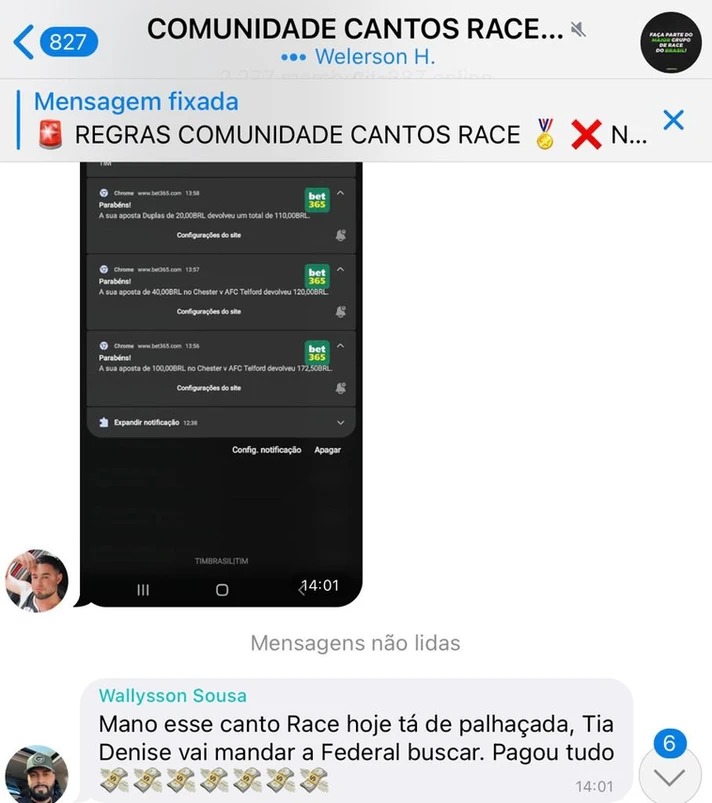 827
COMUNIDADE CANTOS RACE...
Welerson H.
FAÇA PARTE DO
MAIOR GRUPO
DE RACE
DO BRASIL!
Mensagem fixada
🚨 REGRAS COMUNIDADE CANTOS RACE 🏅 ❌ N...
TIM
Chrome www.bet365.com 13:58
bet
365
Parabéns!
A sua aposta Duplas de 20,00BRL devolveu um total de 110,00BRL.
Configurações do site
Chrome www.bet365.com 13:57
bet
365
Parabéns!
A sua aposta de 40,00BRL no Chester v AFC Telford devolveu 120,00BRL.
Configurações do site
Chrome www.bet365.com 13:56
bet
365
Parabéns!
A sua aposta de 100,00BRL no Chester v AFC Telford devolveu 172,50BRL.
Configurações do site
Expandir notificação 12:38
Config. notificação Apagar
TIMBRASIL|TIM
14:01
Mensagens não lidas
Wallysson Sousa
Mano esse canto Race hoje tá de palhaçada, Tia
Denise vai mandar a Federal buscar. Pagou tudo
💸💸💸💸💸💸💸
14:01
6